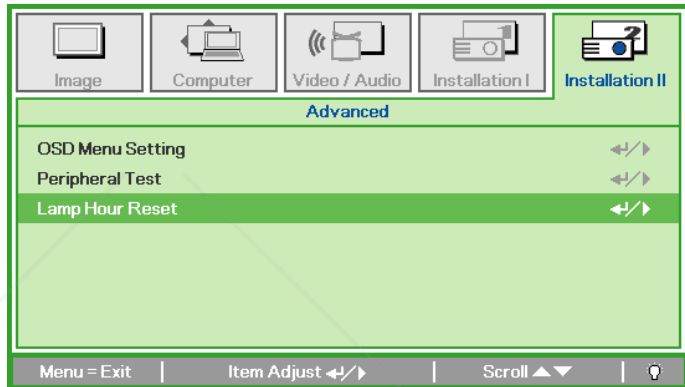 Image Computer Video / Audio Installation I Installation II
Advanced
OSD Menu Setting
Peripheral Test
Lamp Hour Reset
Menu = Exit | Item Adjust ↵/▶ | Scroll ▲▼ |